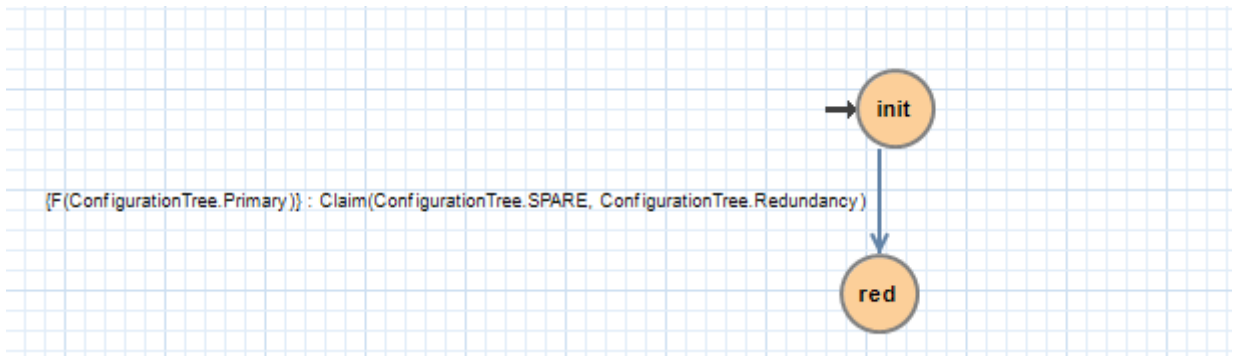 init
{F(ConfigurationTree.Primary)} : Claim(ConfigurationTree.SPARE, ConfigurationTree.Redundancy)
red